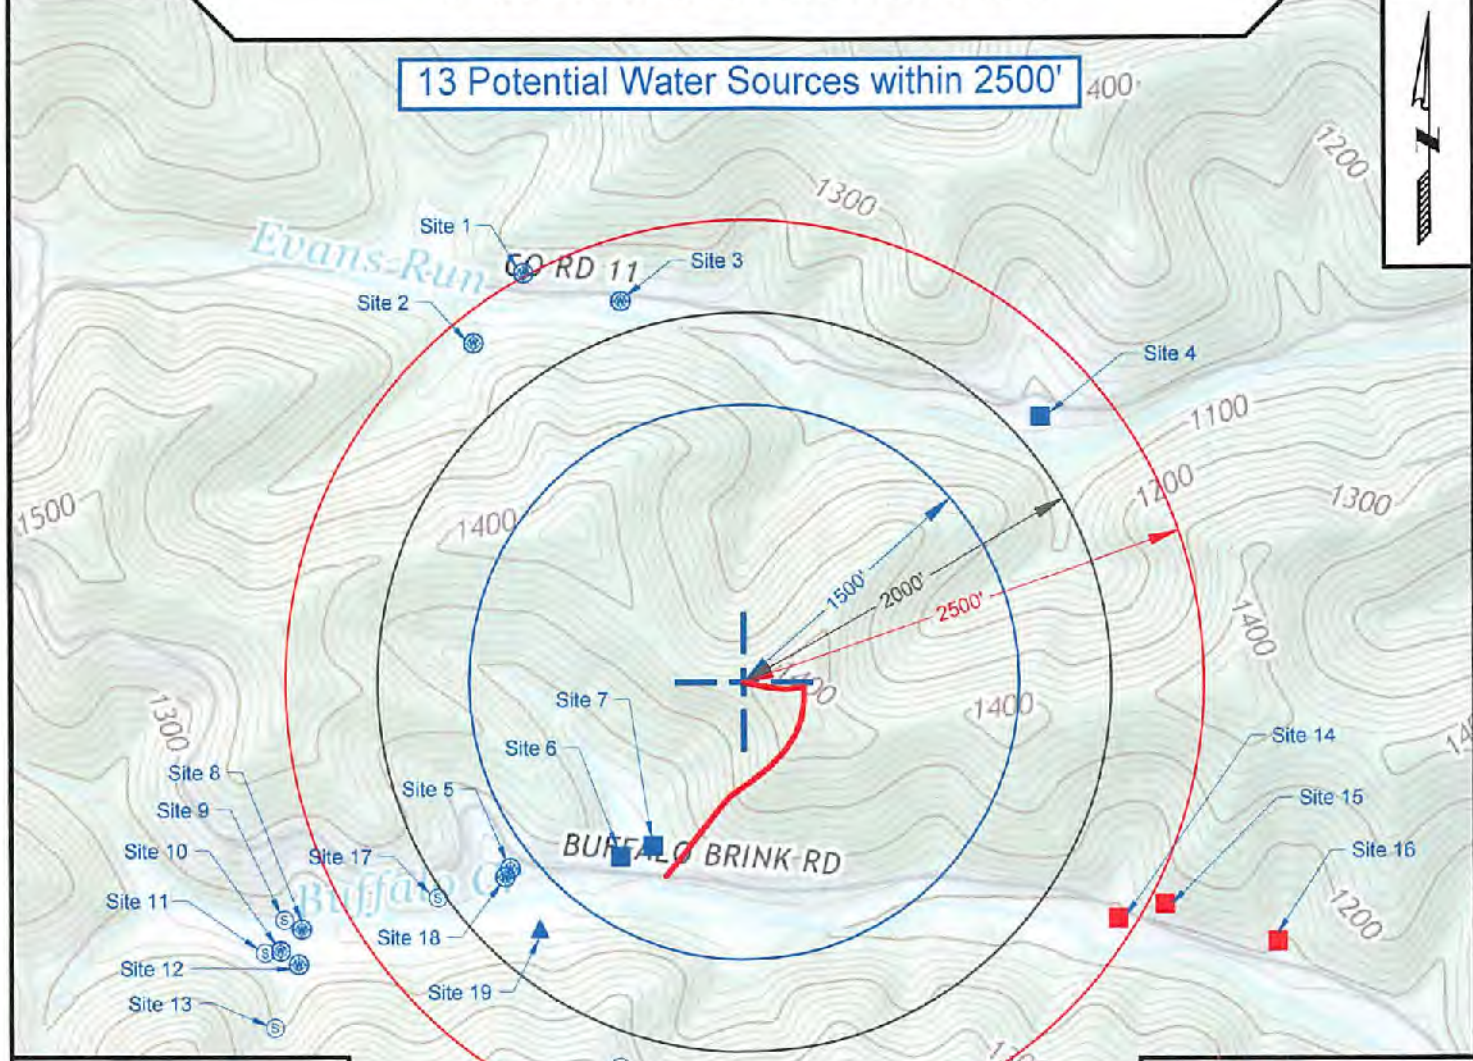 13 Potential Water Sources within 2500'
400
1200
1300
Site 1
Evans Run
CO RD 11
Site 3
Site 2
Site 4
1100
1200
1300
1500
1400
1500'
2000'
2500'
1400
1400
1400
Site 7
1300
Site 6
Site 14
Site 8
Site 5
Site 15
Site 9
BUFFALO BRINK RD
Site 10
Site 17
Site 16
Buffalo
Site 11
1200
Site 18
Site 12
Site 19
Site 13
N